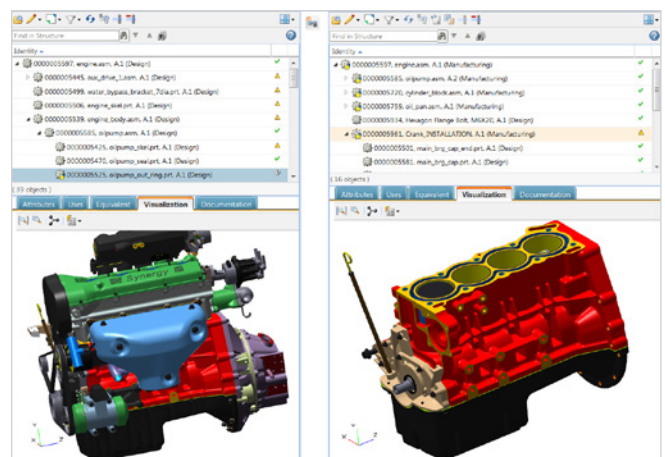 Find in Structure
Identity
0000005597, engine.asm, A.1 (Design)
0000005445, aux_drive_1.asm, A.1 (Design)
0000005499, water_bypass_bracket_7dia.prt, A.1 (Design)
0000005506, engine_skel.prt, A.1 (Design)
0000005539, engine_body.asm, A.1 (Design)
0000005585, oilpump.asm, A.1 (Design)
0000005425, oilpump_skel.prt, A.1 (Design)
0000005470, oilpump_seal.prt, A.1 (Design)
0000005525, oilpump_out_ring.prt, A.1 (Design)
(39 objects)
Attributes Uses Equivalent Visualization Documentation
Synergy
X Y Z
Find in Structure
Identity
0000005597, engine.asm, A.1 (Manufacturing)
0000005585, oilpump.asm, A.2 (Manufacturing)
0000005720, cylinder_block.asm, A.1 (Manufacturing)
0000005759, oil_pan.asm, A.1 (Manufacturing)
0000005934, Hexagon Flange Bolt, M6X20, A.1 (Design)
0000005961, Crank_INSTALLATION, A.1 (Manufacturing)
0000005501, main_brg_cap_end.prt, A.1 (Design)
0000005581, main_brg_cap.prt, A.1 (Design)
(16 objects)
Attributes Uses Equivalent Visualization Documentation
X Y Z